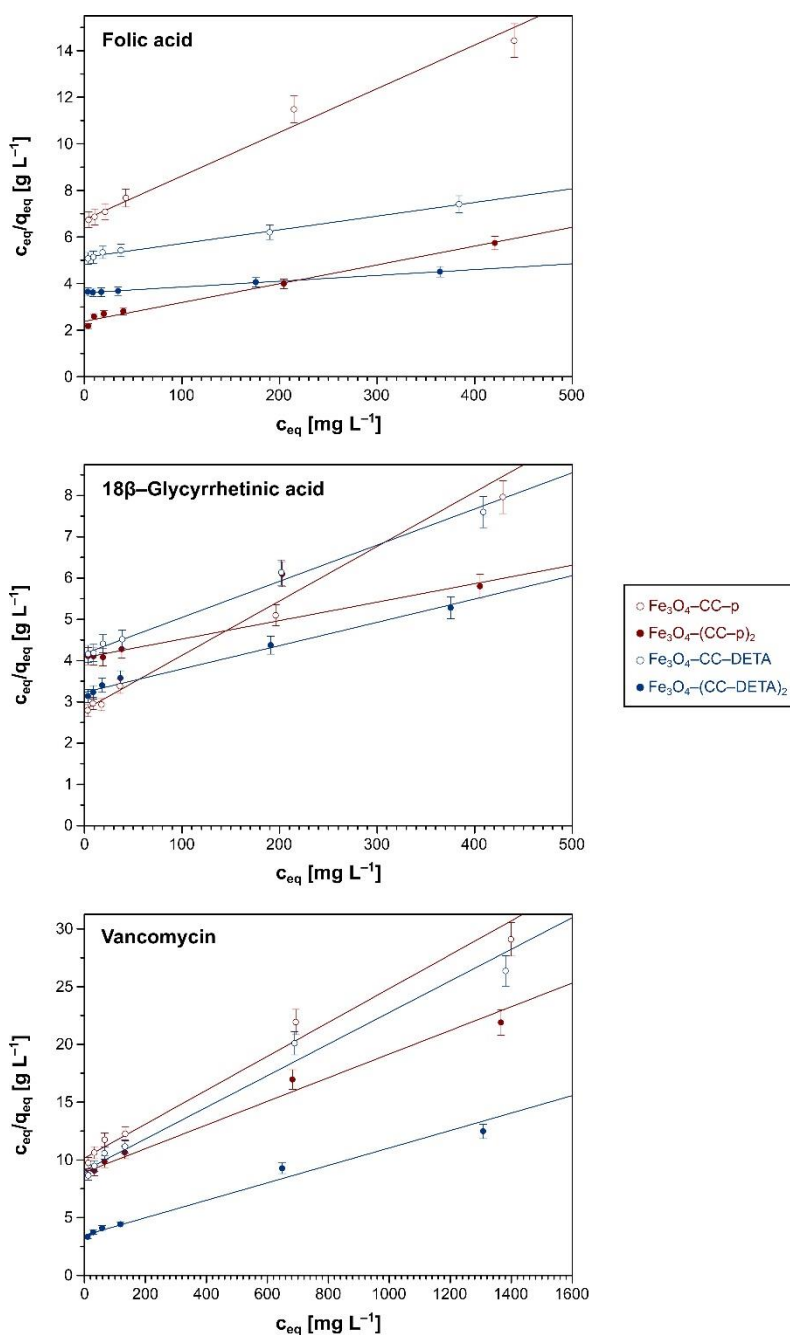 Folic acid
c_eq/q_eq [g L⁻¹]
14
12
10
8
6
4
2
0
0 100 200 300 400 500
c_eq [mg L⁻¹]
18β–Glycyrrhetinic acid
c_eq/q_eq [g L⁻¹]
8
7
6
5
4
3
2
1
0
0 100 200 300 400 500
c_eq [mg L⁻¹]
Fe₃O₄–CC–p
Fe₃O₄–(CC–p)₂
Fe₃O₄–CC–DETA
Fe₃O₄–(CC–DETA)₂
Vancomycin
c_eq/q_eq [g L⁻¹]
30
25
20
15
10
5
0
0 200 400 600 800 1000 1200 1400 1600
c_eq [mg L⁻¹]